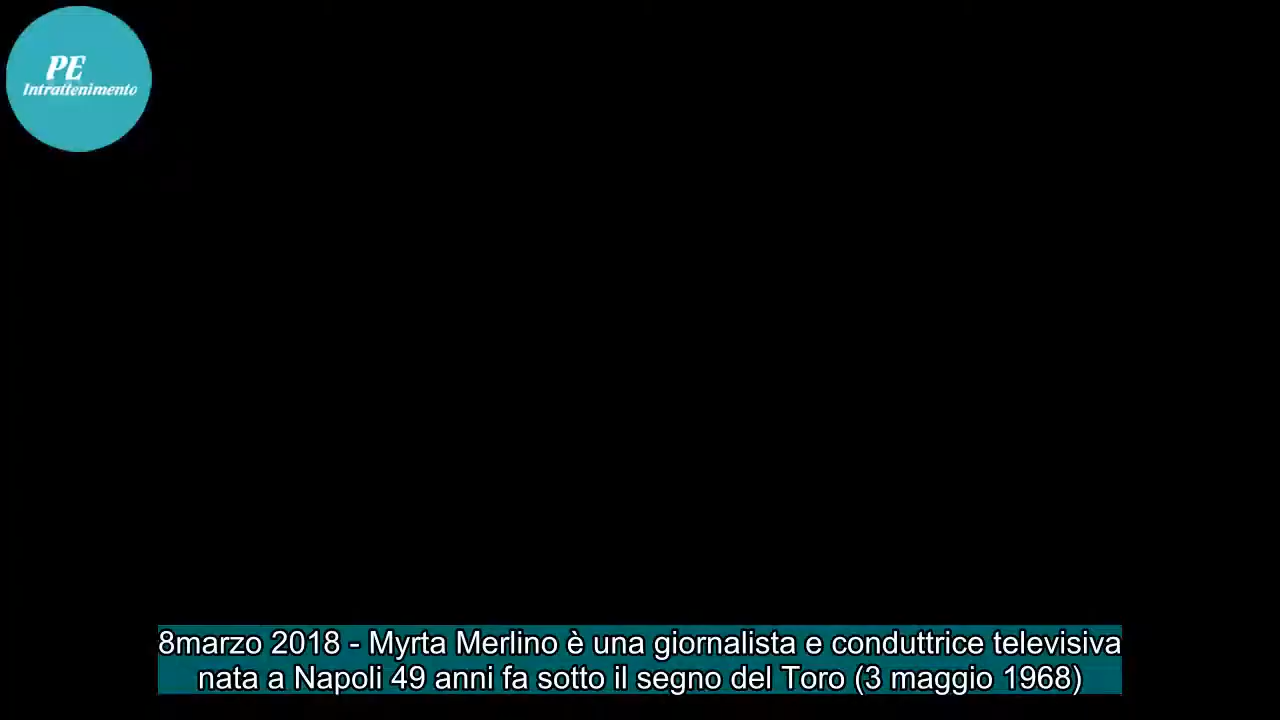 PE
Intrattenimento
8marzo 2018 - Myrta Merlino è una giornalista e conduttrice televisiva
nata a Napoli 49 anni fa sotto il segno del Toro (3 maggio 1968)